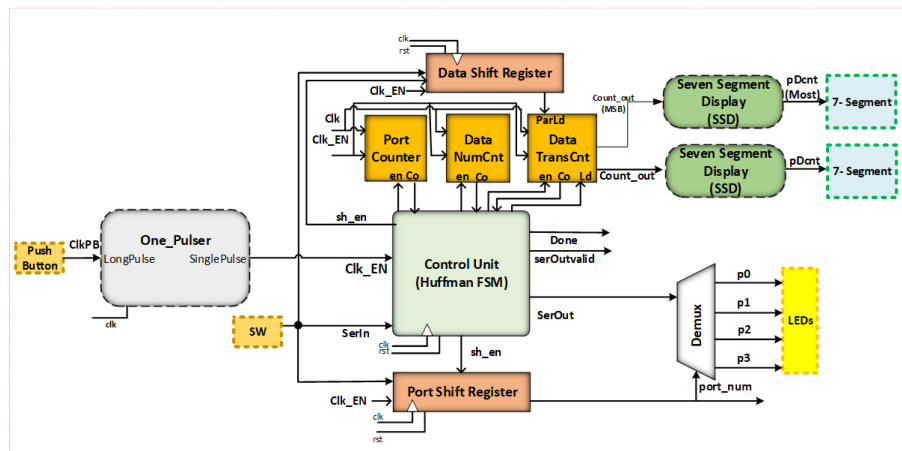 clk
rst
Data Shift Register
Clk_EN
Clk
Clk_EN
Port
Counter
en Co
Data
NumCnt
en Co
ParLd
Data
TransCnt
en Co Ld
Count_out
(MSB)
Count_out
Seven Segment
Display
(SSD)
pDcnt
(Most)
7- Segment
Seven Segment
Display
(SSD)
pDcnt
7- Segment
sh_en
Push
Button
ClkPB
One_Pulser
LongPulse
SinglePulse
clk
Clk_EN
Control Unit
(Huffman FSM)
Done
serOutvalid
SerOut
SW
SerIn
clk
rst
sh_en
Demux
p0
p1
p2
p3
LEDs
port_num
Clk_EN
Port Shift Register
clk
rst